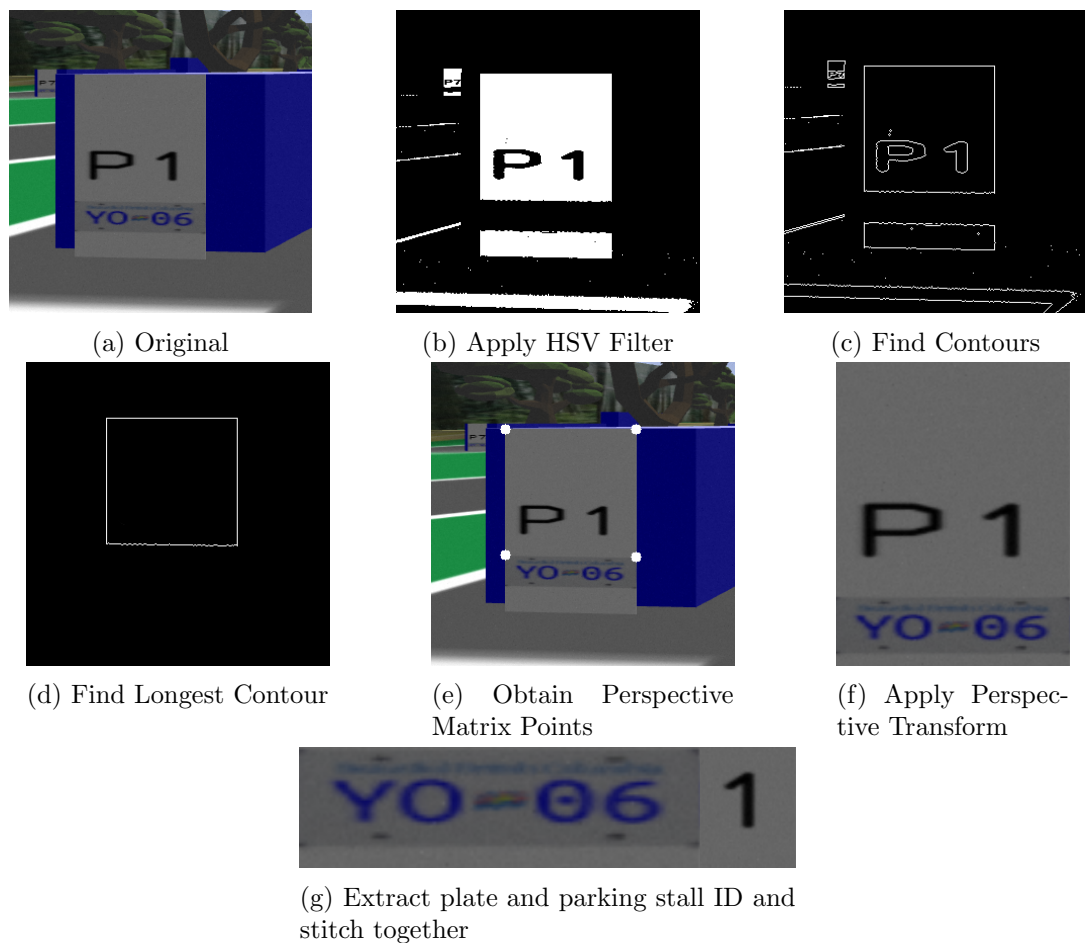 P7
P 1
YO 06
(a) Original
P7
P 1
(b) Apply HSV Filter
P 1
(c) Find Contours
(d) Find Longest Contour
P 7
P 1
YO 06
(e) Obtain Perspective
Matrix Points
P 1
YO 06
(f) Apply Perspec-
tive Transform
YO 06
1
(g) Extract plate and parking stall ID and
stitch together